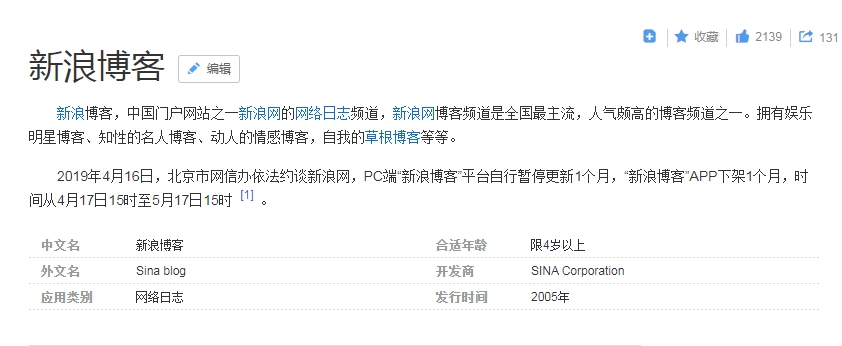 收藏 2139 131
新浪博客 编辑
新浪博客，中国门户网站之一新浪网的网络日志频道，新浪网博客频道是全国最主流，人气颇高的博客频道之一。拥有娱乐
明星博客、知性的名人博客、动人的情感博客，自我的草根博客等等。
2019年4月16日，北京市网信办依法约谈新浪网，PC端“新浪博客”平台自行暂停更新1个月，“新浪博客”APP下架1个月，时
间从4月17日15时至5月17日15时 [1] 。
中文名 新浪博客 合适年龄 限4岁以上
外文名 Sina blog 开发商 SINA Corporation
应用类别 网络日志 发行时间 2005年